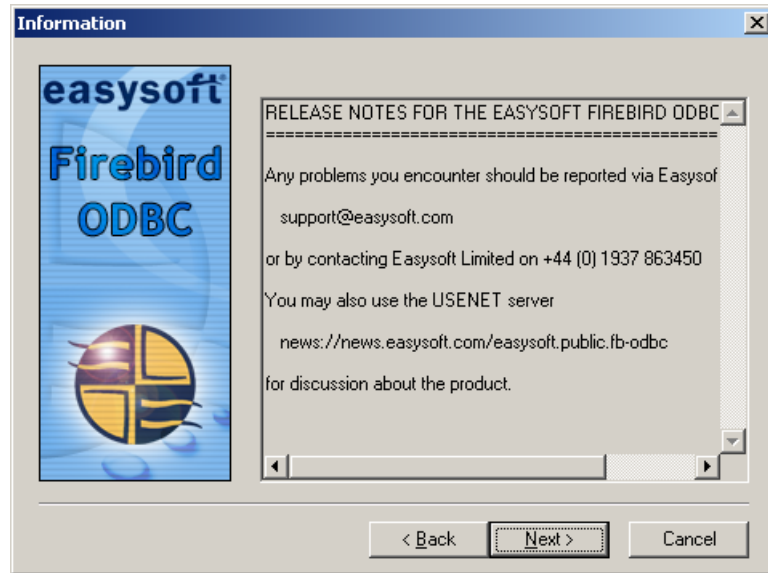 Information
easysoft
Firebird
ODBC
RELEASE NOTES FOR THE EASYSOFT FIREBIRD ODBC
================================================
Any problems you encounter should be reported via Easysof
support@easysoft.com
or by contacting Easysoft Limited on +44 (0) 1937 863450
You may also use the USENET server
news://news.easysoft.com/easysoft.public.fb-odbc
for discussion about the product.
< Back Next > Cancel